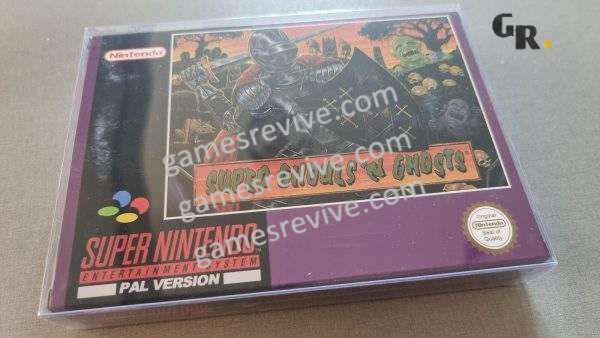 GR.
Nintendo
gamesrevive.com
SUPER GHOULS 'N GHOSTS
gamesrevive.com
gamesrevive.com
Original
Nintendo
Seal of
Quality
SUPER NINTENDO
ENTERTAINMENT SYSTEM
PAL VERSION